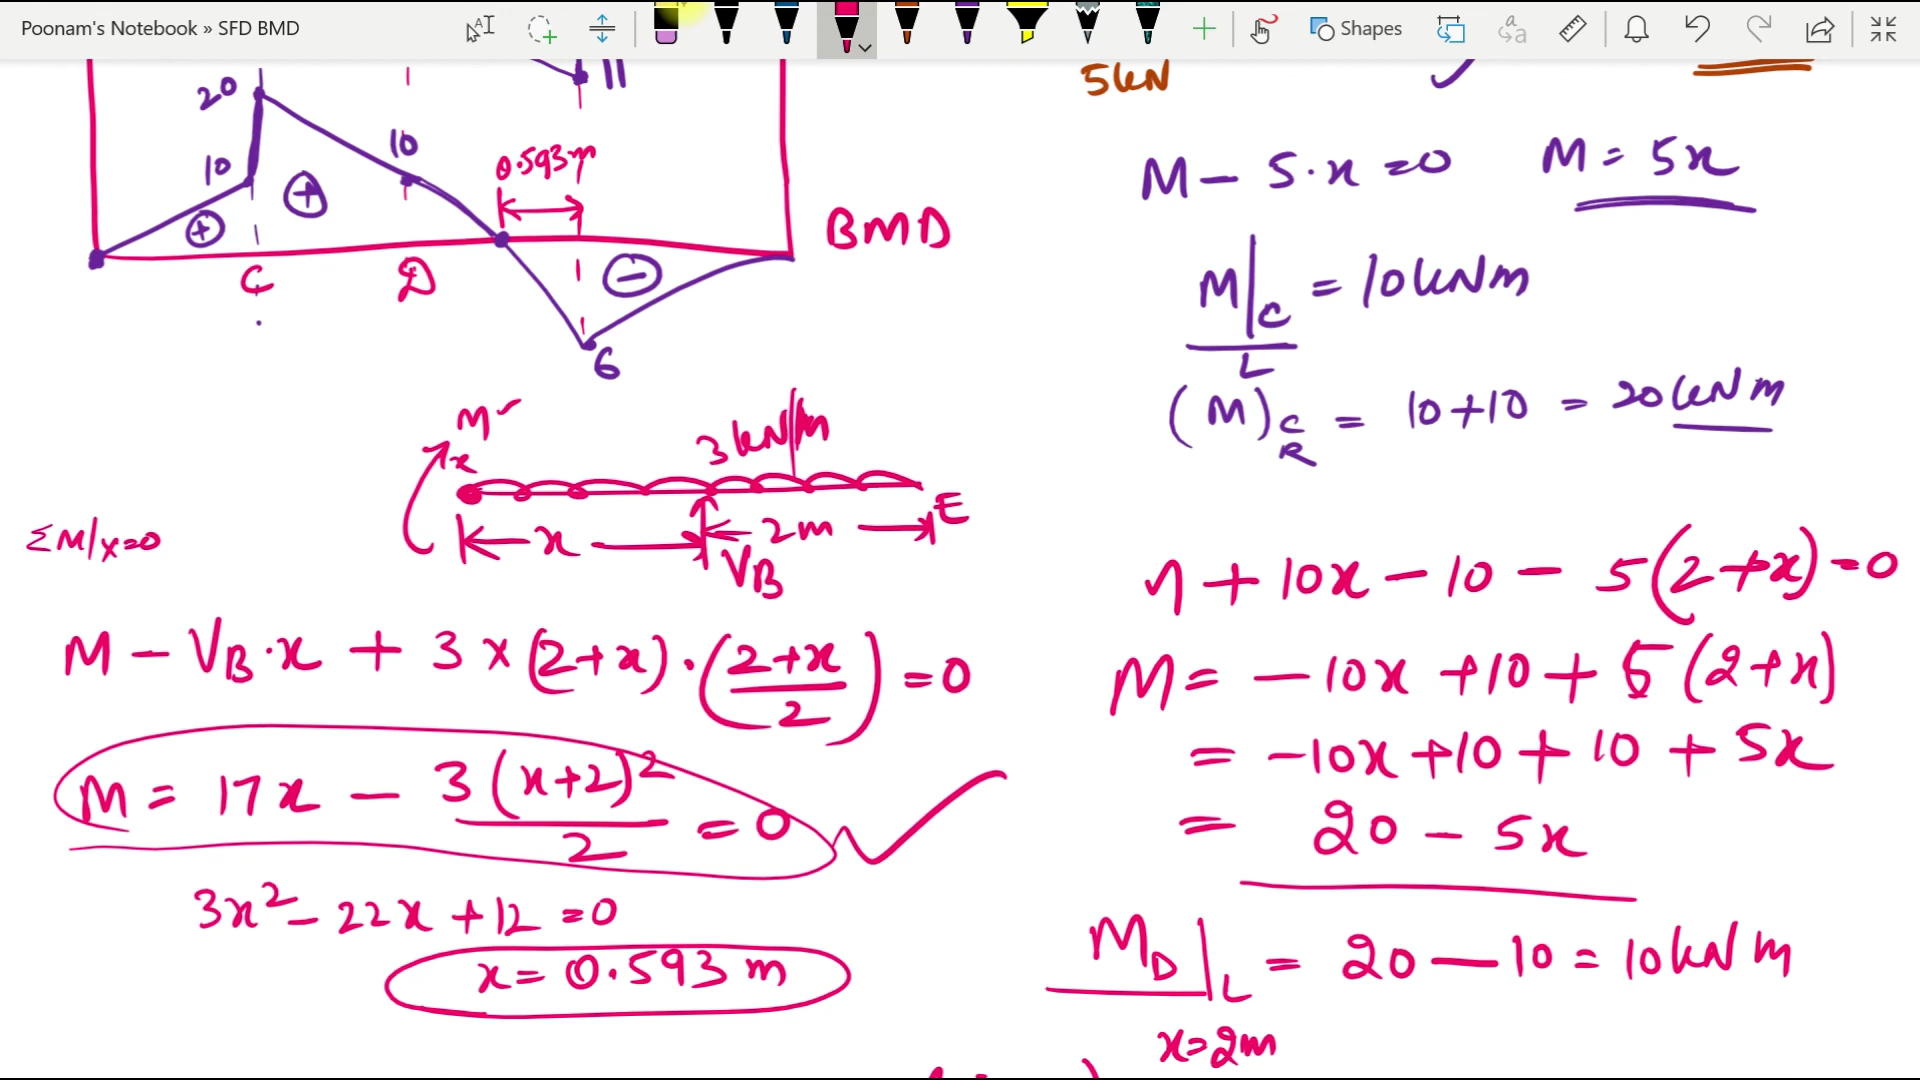 Poonam's Notebook » SFD BMD
Shapes
20
10
10
11
0.593m
+
+
−
C
D
6
BMD
5kN
M − 5·x =0
M = 5x
M|C = 10kNm
L
(M)C = 10+10 = 20kNm
R
M
x
3 kN/m
E
x
2m
VB
ΣM/x=0
M − VB·x + 3 × (2+x)·(2+x/2) =0
M = 17x − 3(x+2)²/2 = 0
3x² − 22x +12 =0
x= 0.593 m
M + 10x − 10 − 5(2+x)=0
M = −10x +10 + 5(2+x)
= −10x +10 + 10 + 5x
= 20 − 5x
MD|L = 20 − 10 = 10kNm
x=2m